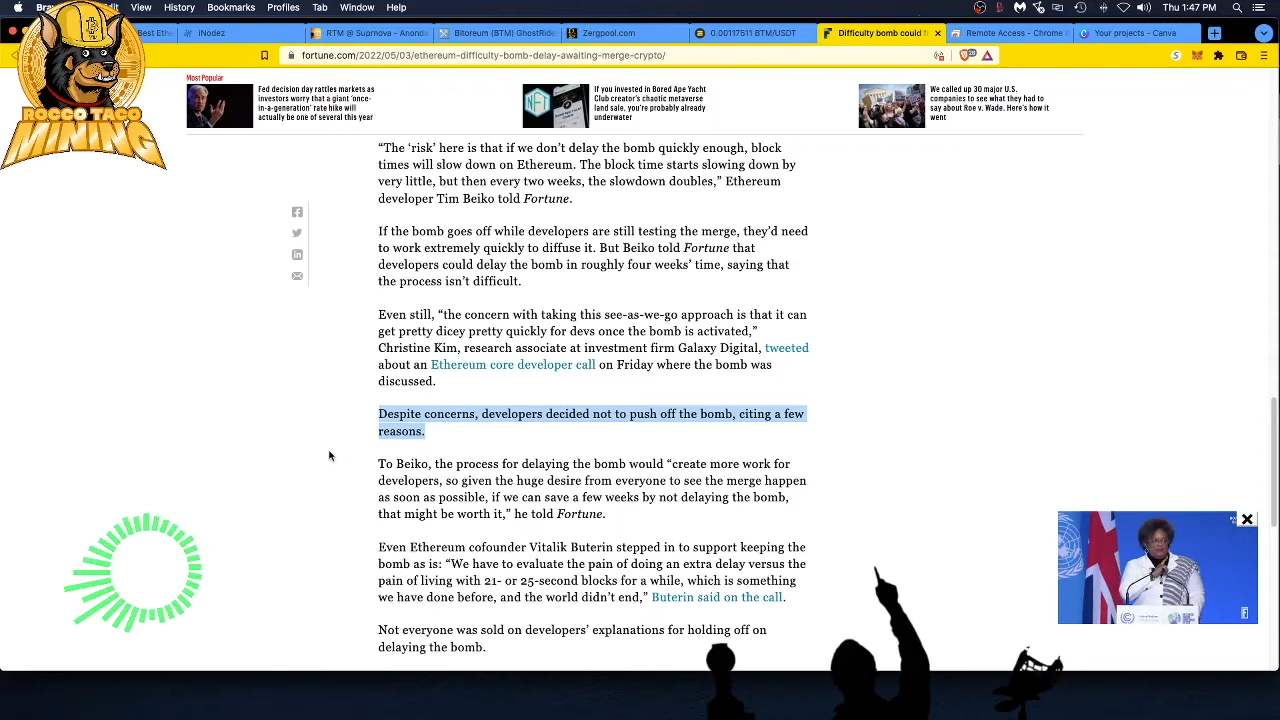 Browser File Edit View History Bookmarks Profiles Tab Window Help
Thu 1:47 PM
Best Eth
iNodez
RTM @ Suprnova - Anonda
Bitoreum (BTM) GhostRide
Zergpool.com
0.00117511 BTM/USDT
Difficulty bomb could f
Remote Access - Chrome
Your projects - Canva
fortune.com/2022/05/03/ethereum-difficulty-bomb-delay-awaiting-merge-crypto/
ROCCO TACO
MINING
Most Popular
Fed decision day rattles markets as
investors worry that a giant 'once-
in-a-generation' rate hike will
actually be one of several this year
NFT
If you invested in Bored Ape Yacht
Club creator's chaotic metaverse
land sale, you're probably already
underwater
We called up 30 major U.S.
companies to see what they had to
say about Roe v. Wade. Here's how it
went
“The ‘risk’ here is that if we don’t delay the bomb quickly enough, block
times will slow down on Ethereum. The block time starts slowing down by
very little, but then every two weeks, the slowdown doubles,” Ethereum
developer Tim Beiko told Fortune.
If the bomb goes off while developers are still testing the merge, they’d need
to work extremely quickly to diffuse it. But Beiko told Fortune that
developers could delay the bomb in roughly four weeks’ time, saying that
the process isn’t difficult.
Even still, “the concern with taking this see-as-we-go approach is that it can
get pretty dicey pretty quickly for devs once the bomb is activated,”
Christine Kim, research associate at investment firm Galaxy Digital, tweeted
about an Ethereum core developer call on Friday where the bomb was
discussed.
Despite concerns, developers decided not to push off the bomb, citing a few
reasons.
To Beiko, the process for delaying the bomb would “create more work for
developers, so given the huge desire from everyone to see the merge happen
as soon as possible, if we can save a few weeks by not delaying the bomb,
that might be worth it,” he told Fortune.
Even Ethereum cofounder Vitalik Buterin stepped in to support keeping the
bomb as is: “We have to evaluate the pain of doing an extra delay versus the
pain of living with 21- or 25-second blocks for a while, which is something
we have done before, and the world didn’t end,” Buterin said on the call.
Not everyone was sold on developers’ explanations for holding off on
delaying the bomb.